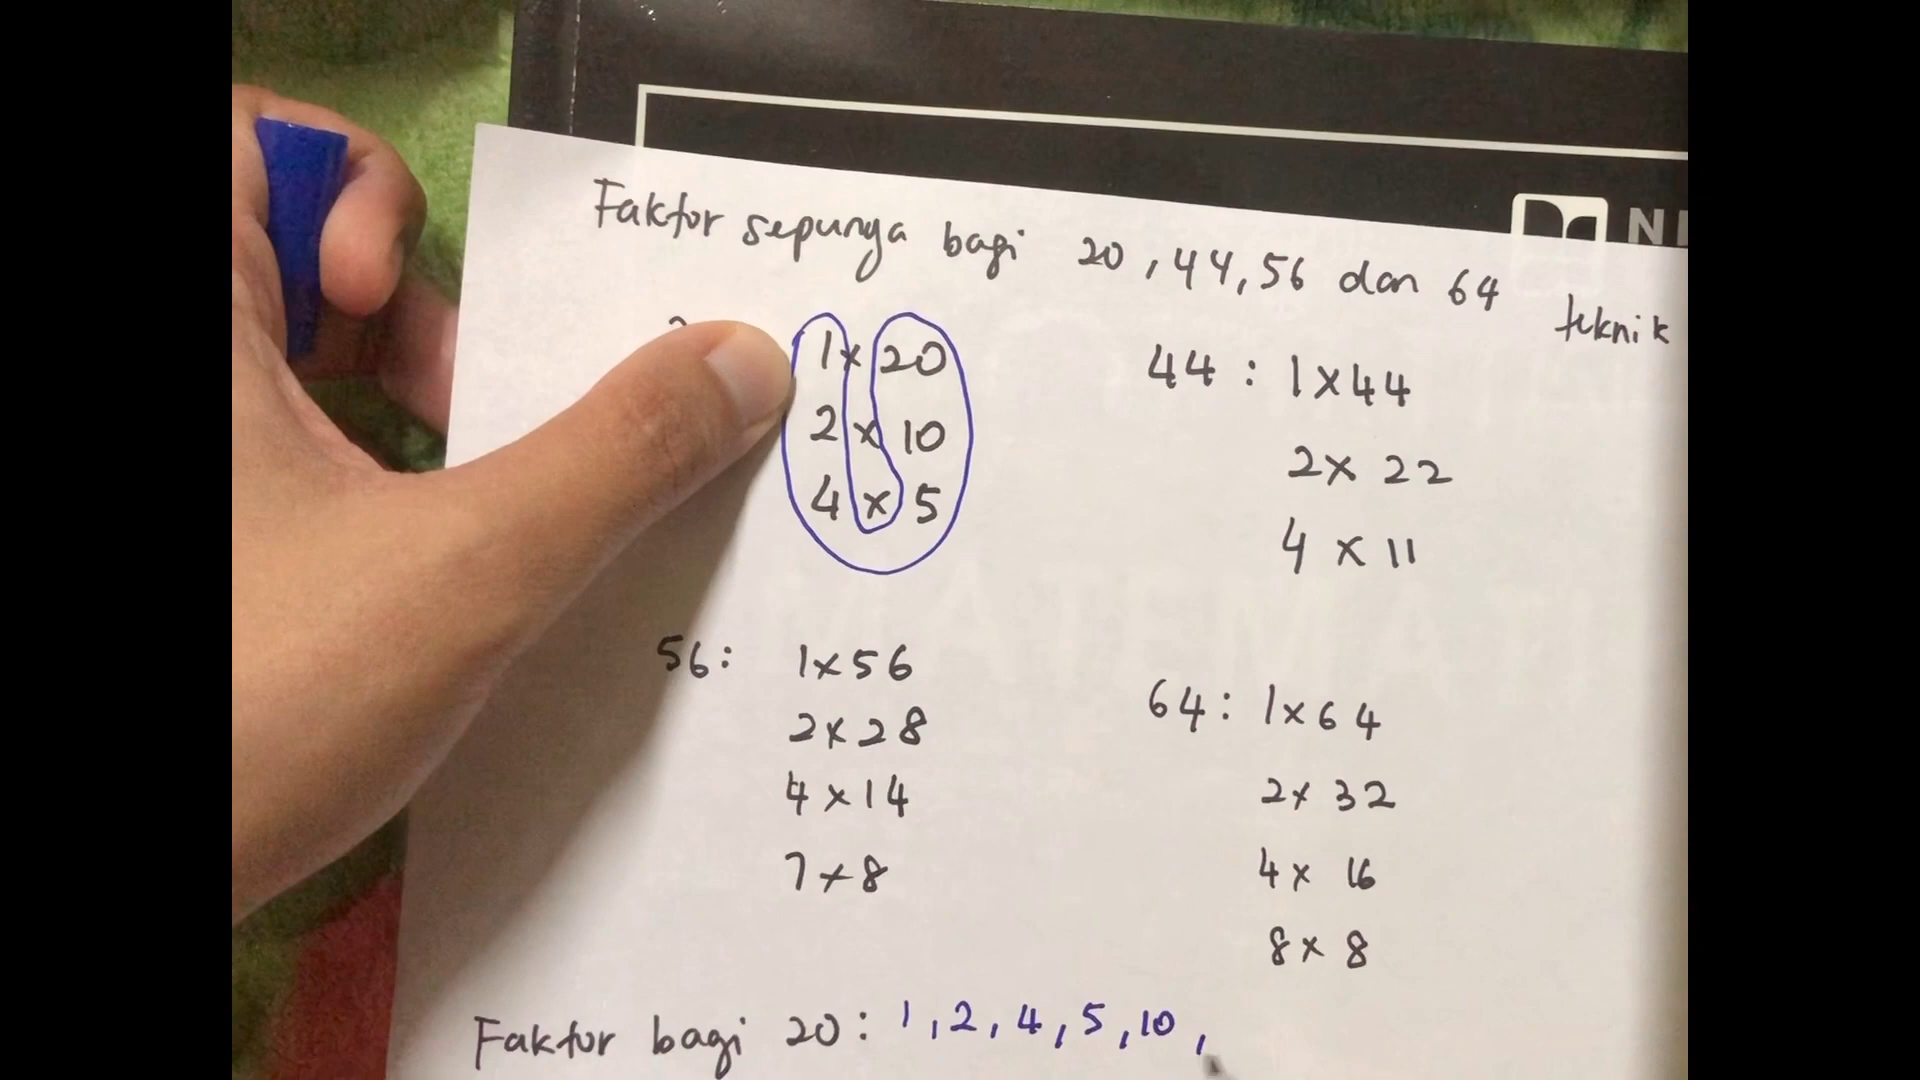 NI
Faktor sepunya bagi 20, 44, 56 dan 64
teknik
1 x 20
2 x 10
4 x 5
44 : 1 x 44
2 x 22
4 x 11
56 : 1 x 56
2 x 28
4 x 14
7 x 8
64 : 1 x 64
2 x 32
4 x 16
8 x 8
Faktor bagi 20 : 1, 2, 4, 5, 10,